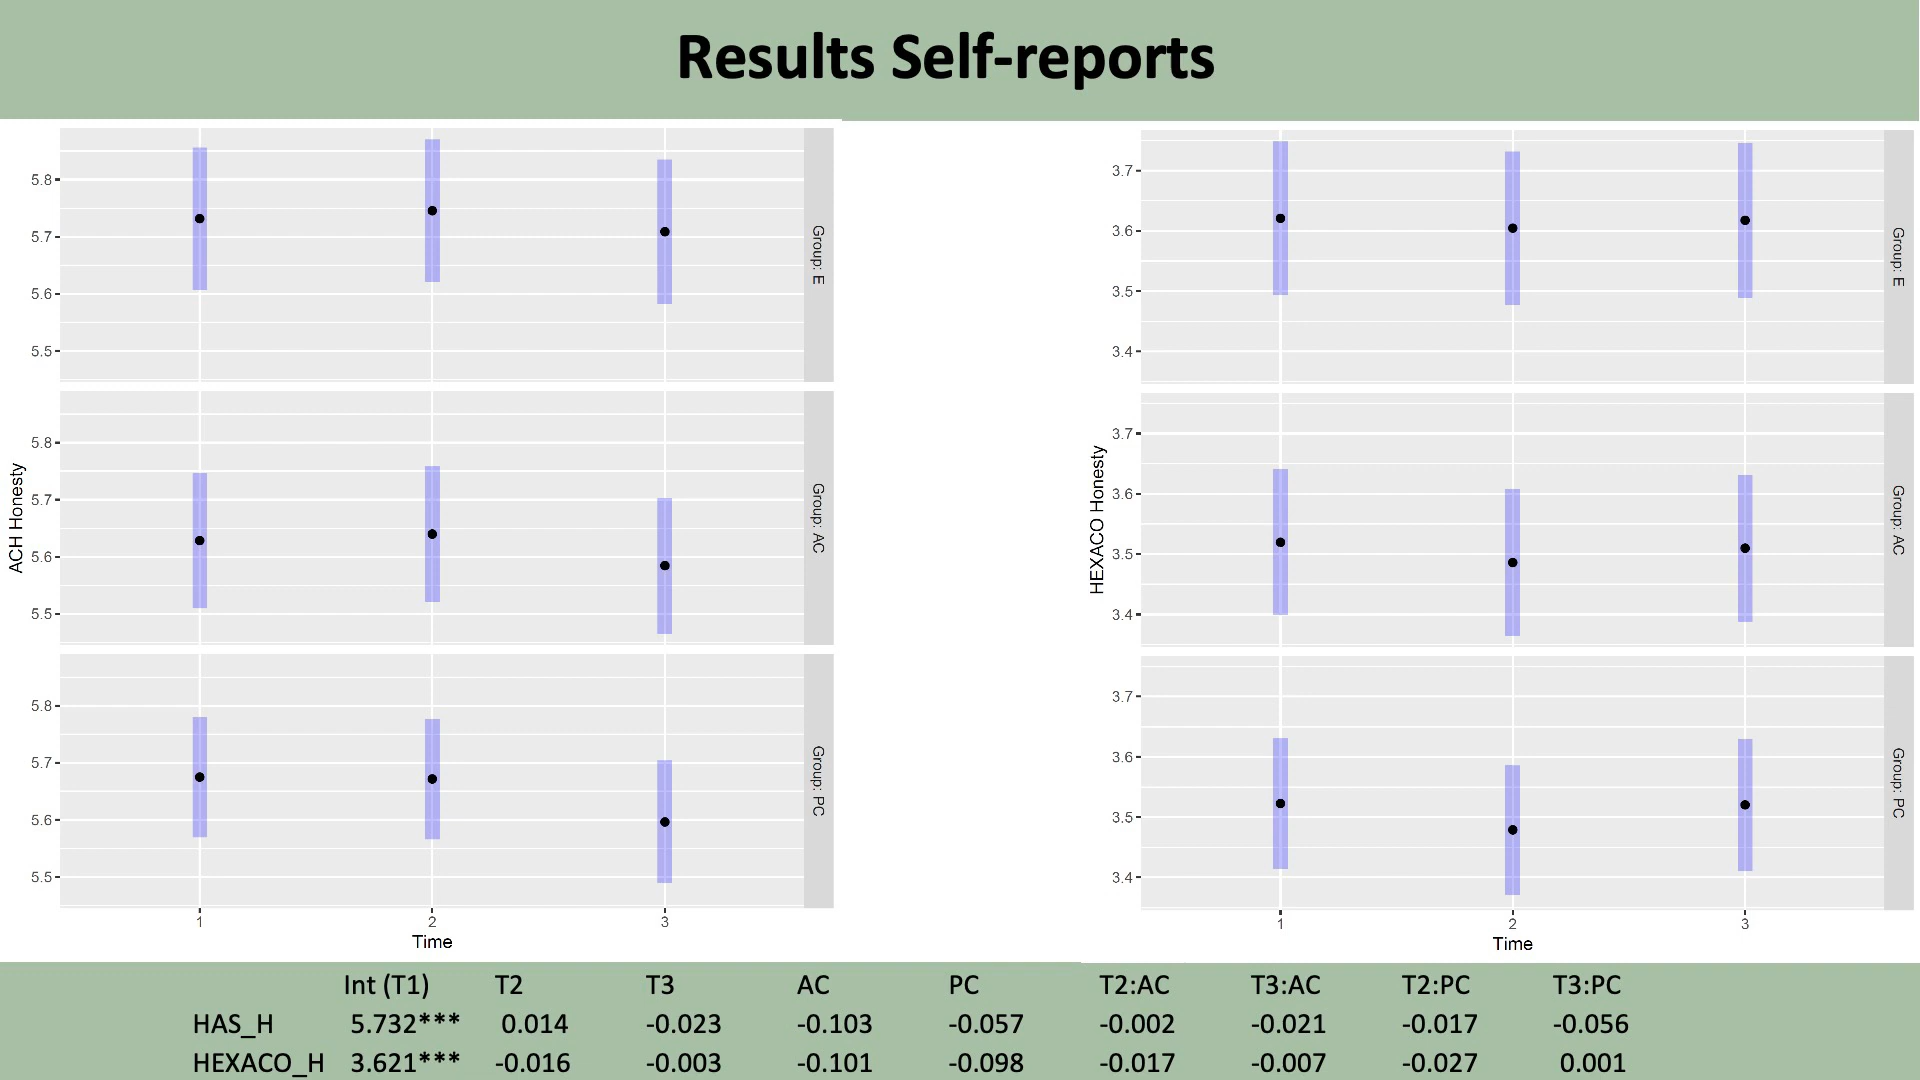 Results Self-reports
ACH Honesty
5.8
5.7
5.6
5.5
Group: E
5.8
5.7
5.6
5.5
Group: AC
5.8
5.7
5.6
5.5
Group: PC
1 2 3
Time
HEXACO Honesty
3.7
3.6
3.5
3.4
Group: E
3.7
3.6
3.5
3.4
Group: AC
3.7
3.6
3.5
3.4
Group: PC
1 2 3
Time
Int (T1) T2 T3 AC PC T2:AC T3:AC T2:PC T3:PC
HAS_H 5.732*** 0.014 -0.023 -0.103 -0.057 -0.002 -0.021 -0.017 -0.056
HEXACO_H 3.621*** -0.016 -0.003 -0.101 -0.098 -0.017 -0.007 -0.027 0.001